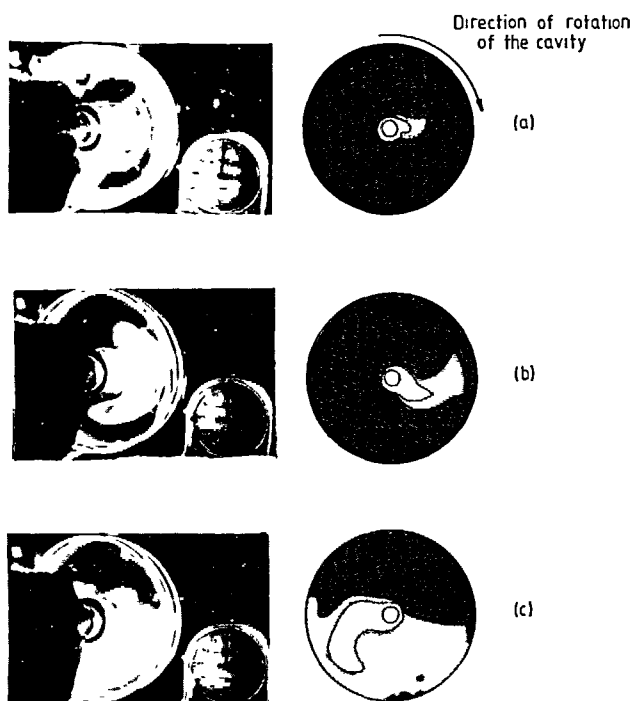 Direction of rotation
of the cavity
(a)
(b)
(c)